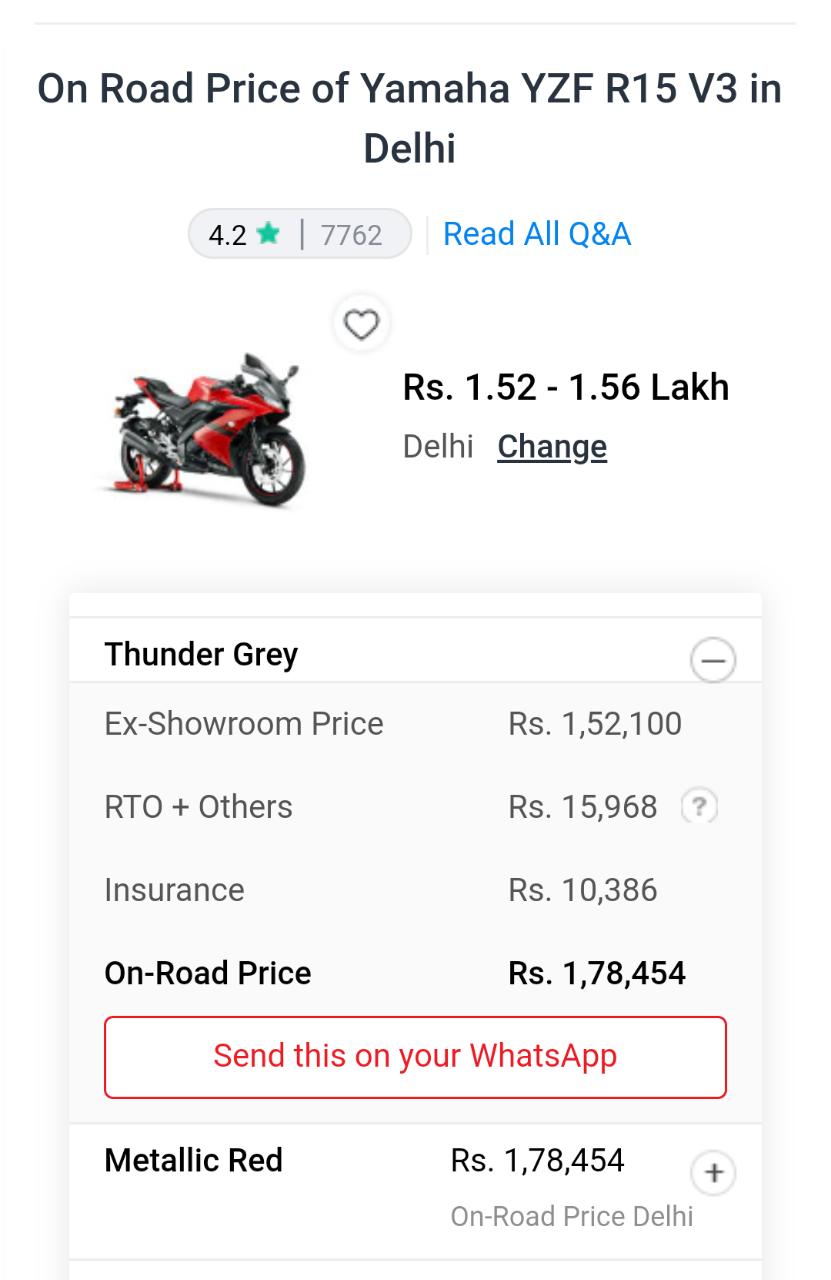 On Road Price of Yamaha YZF R15 V3 in
Delhi
4.2 ★ | 7762 Read All Q&A
Rs. 1.52 - 1.56 Lakh
Delhi Change
Thunder Grey
Ex-Showroom Price Rs. 1,52,100
RTO + Others Rs. 15,968 ?
Insurance Rs. 10,386
On-Road Price Rs. 1,78,454
Send this on your WhatsApp
Metallic Red Rs. 1,78,454
On-Road Price Delhi